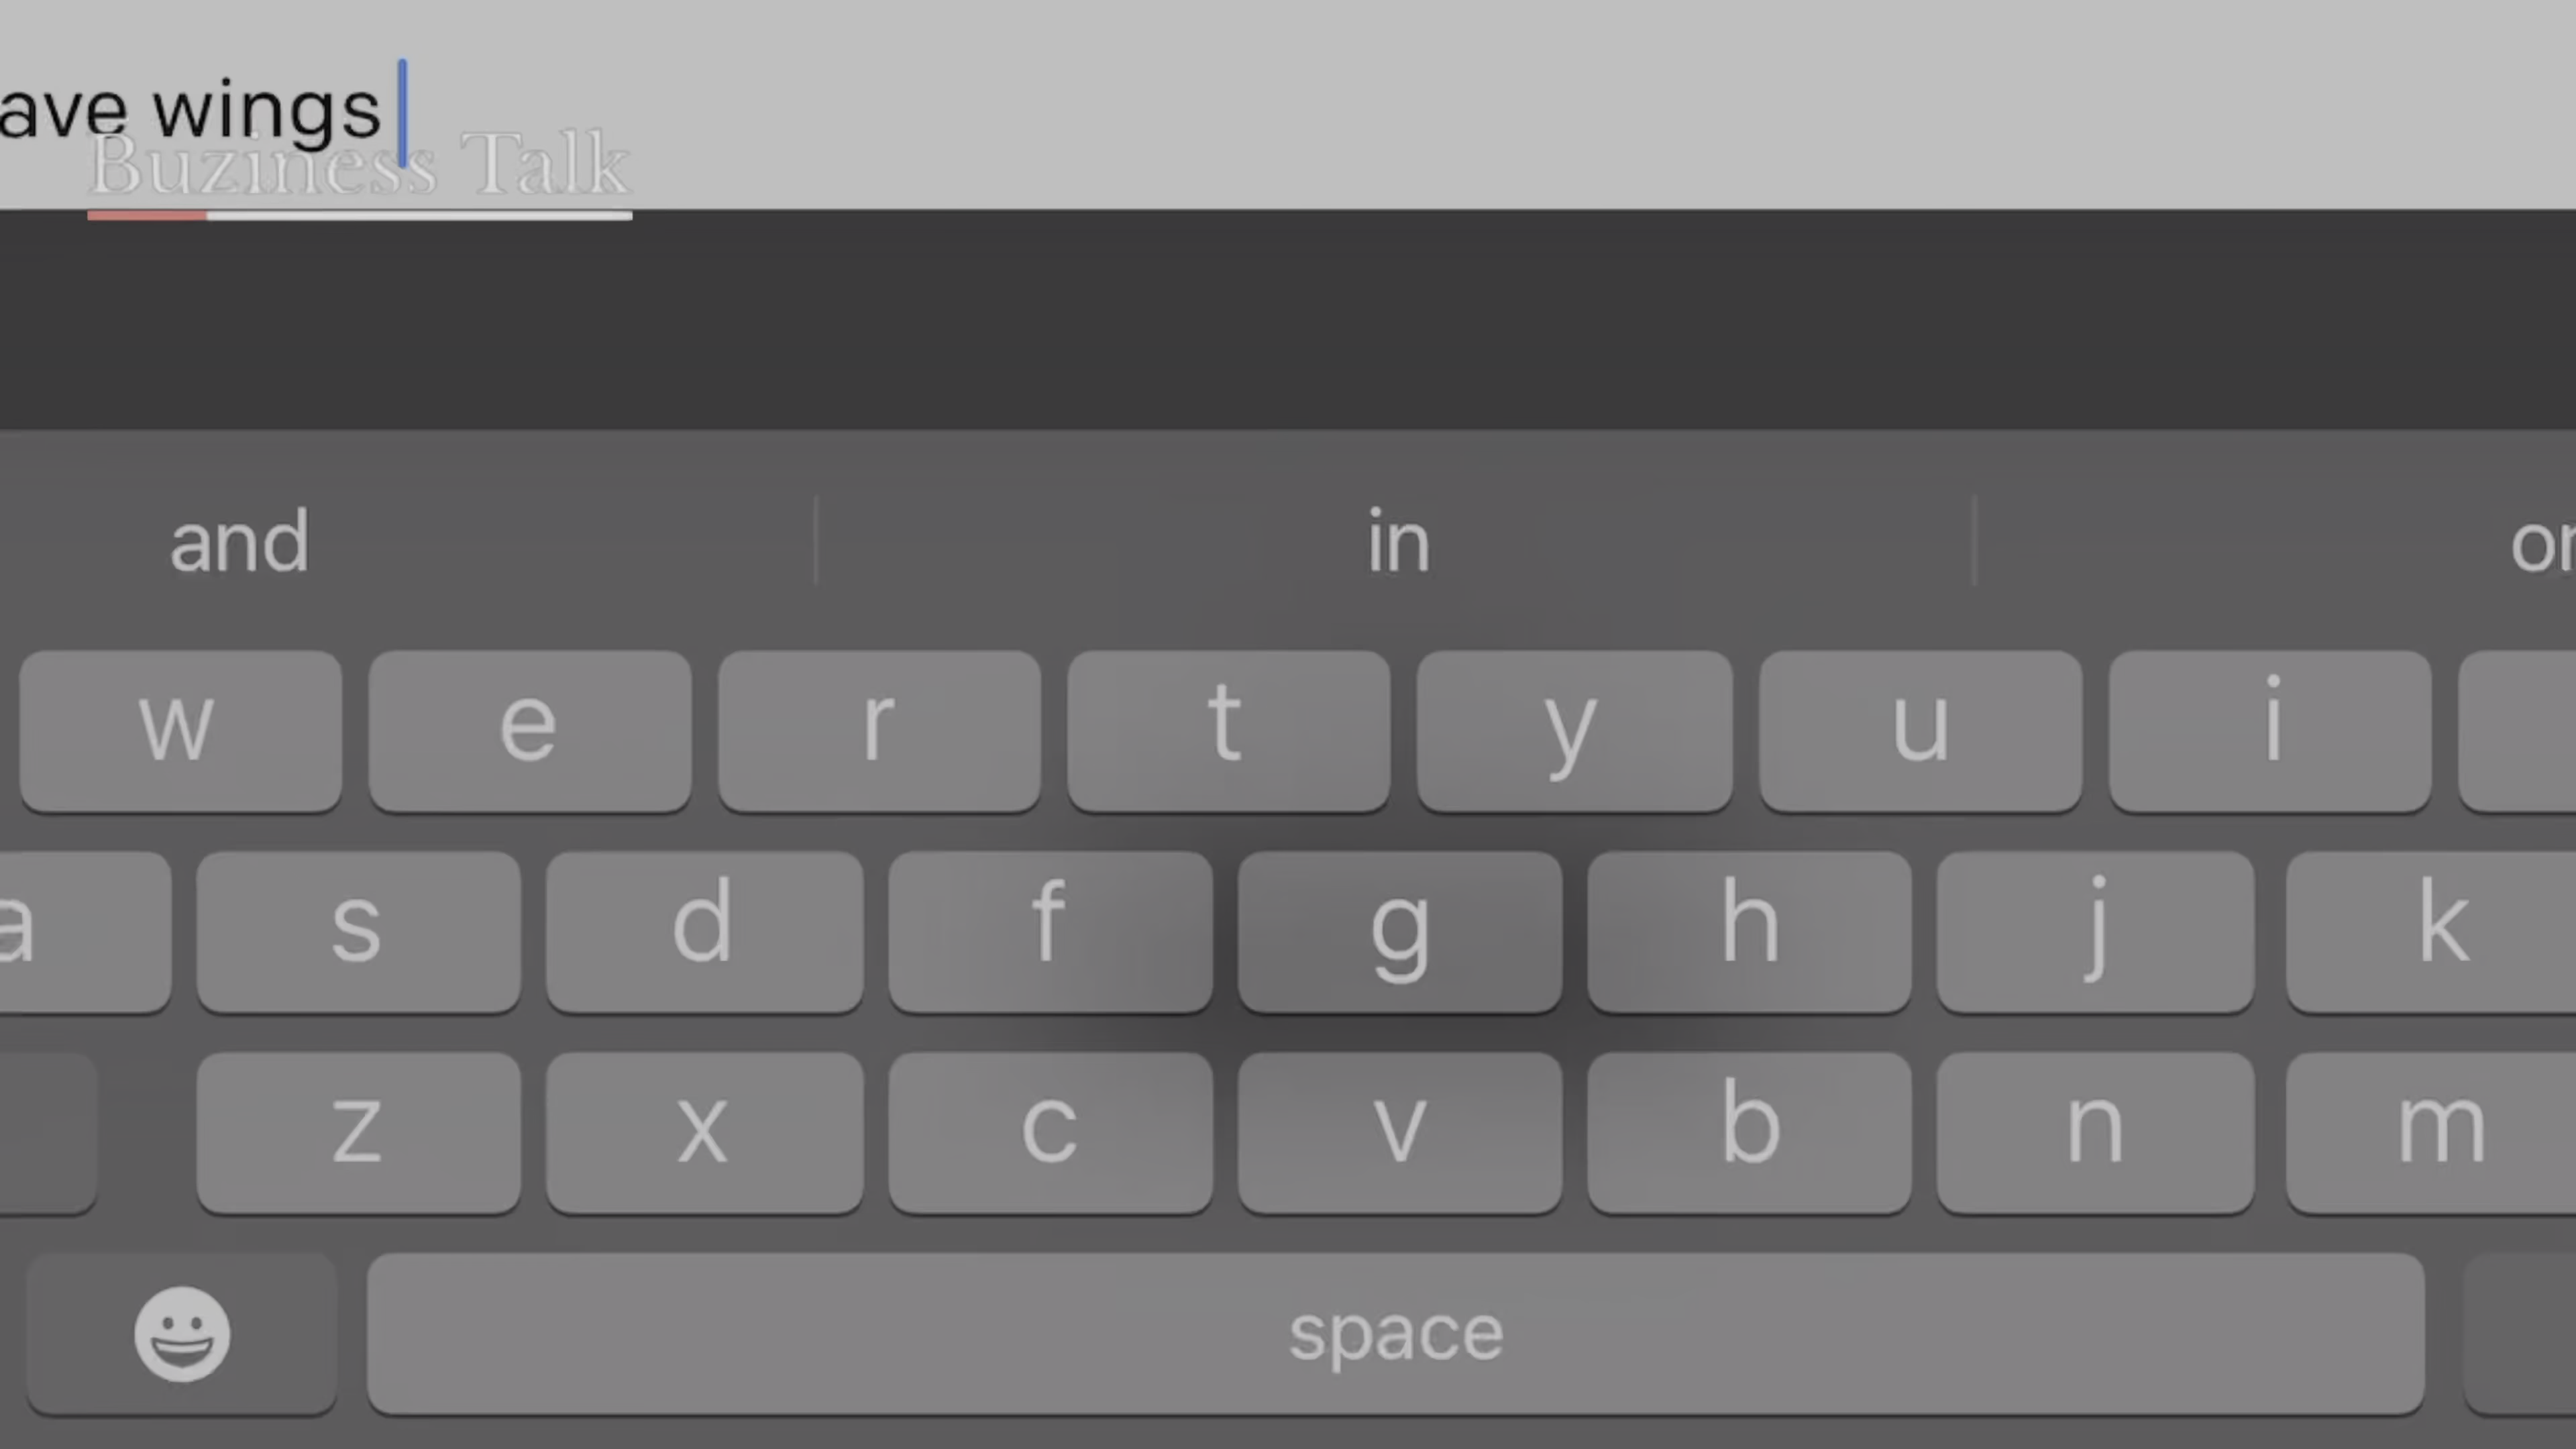 ave wings
Buziness Talk
and in
w e r t y u i
a s d f g h j k
z x c v b n m
space